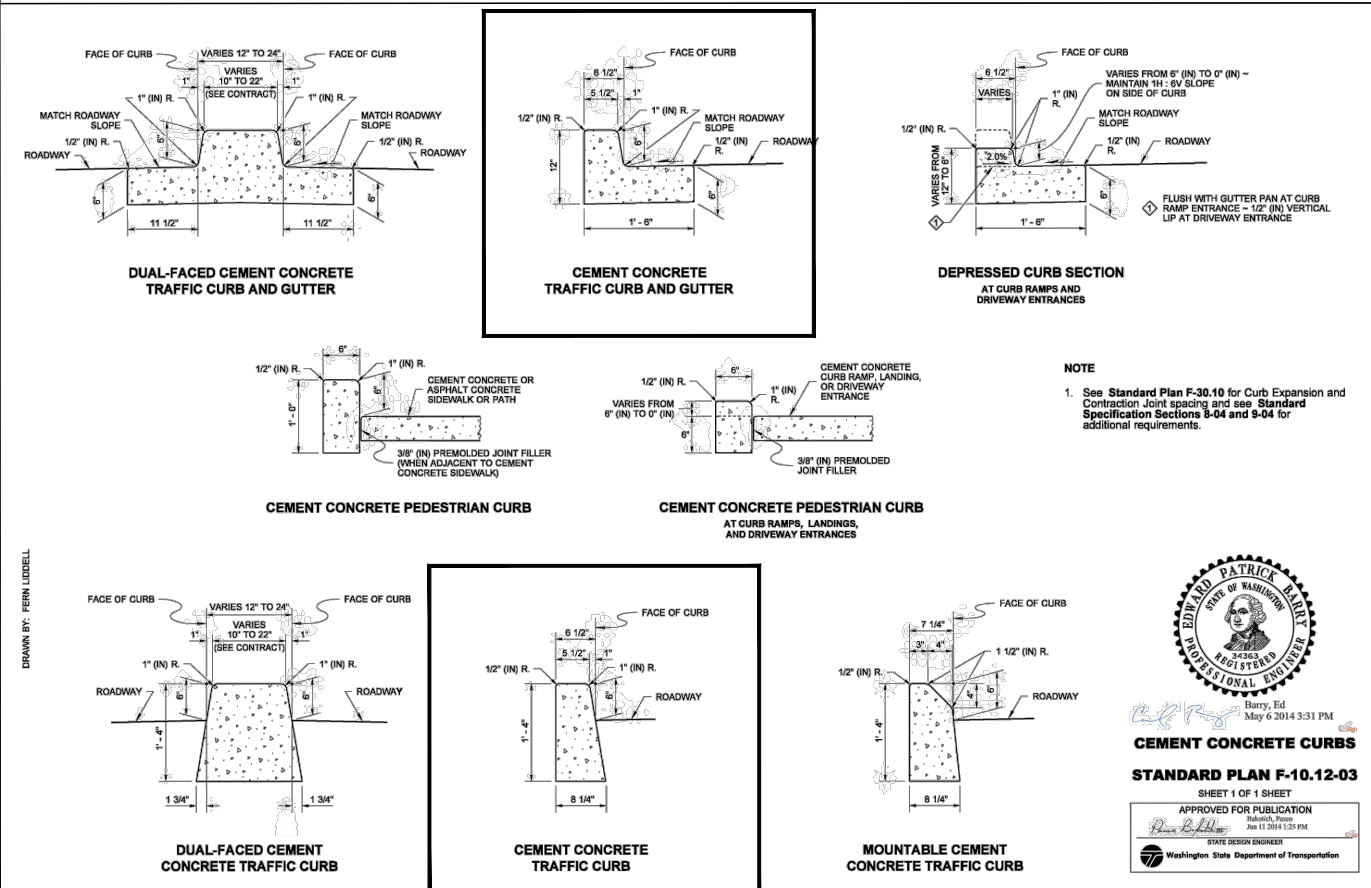 FACE OF CURB
VARIES 12" TO 24"
FACE OF CURB
1"
VARIES
10" TO 22"
(SEE CONTRACT)
1"
1" (IN) R.
1" (IN) R.
MATCH ROADWAY
SLOPE
MATCH ROADWAY
SLOPE
1/2" (IN) R.
1/2" (IN) R.
ROADWAY
ROADWAY
6"
6"
6"
6"
11 1/2"
11 1/2"
DUAL-FACED CEMENT CONCRETE
TRAFFIC CURB AND GUTTER
FACE OF CURB
6 1/2"
5 1/2"
1"
1" (IN) R.
1/2" (IN) R.
MATCH ROADWAY
SLOPE
6"
1/2" (IN)
R.
ROADWAY
12"
6"
1' - 6"
CEMENT CONCRETE
TRAFFIC CURB AND GUTTER
FACE OF CURB
6 1/2"
VARIES
VARIES FROM 6" (IN) TO 0" (IN) ~
MAINTAIN 1H : 6V SLOPE
ON SIDE OF CURB
1" (IN)
R.
MATCH ROADWAY
SLOPE
1/2" (IN) R.
1/2" (IN)
R.
ROADWAY
2.0%
VARIES FROM
12" TO 6"
6"
1
1' - 6"
1
FLUSH WITH GUTTER PAN AT CURB
RAMP ENTRANCE ~ 1/2" (IN) VERTICAL
LIP AT DRIVEWAY ENTRANCE
DEPRESSED CURB SECTION
AT CURB RAMPS AND
DRIVEWAY ENTRANCES
6"
1/2" (IN) R.
1" (IN) R.
6"
CEMENT CONCRETE OR
ASPHALT CONCRETE
SIDEWALK OR PATH
1' - 0"
3/8" (IN) PREMOLDED JOINT FILLER
(WHEN ADJACENT TO CEMENT
CONCRETE SIDEWALK)
CEMENT CONCRETE PEDESTRIAN CURB
6"
1/2" (IN) R.
1" (IN)
R.
CEMENT CONCRETE
CURB RAMP, LANDING,
OR DRIVEWAY
ENTRANCE
VARIES FROM
6" (IN) TO 0" (IN)
6"
3/8" (IN) PREMOLDED
JOINT FILLER
CEMENT CONCRETE PEDESTRIAN CURB
AT CURB RAMPS, LANDINGS,
AND DRIVEWAY ENTRANCES
NOTE
1. See Standard Plan F-30.10 for Curb Expansion and
Contraction Joint spacing and see Standard
Specification Sections 8-04 and 9-04 for
additional requirements.
DRAWN BY: FERN LIDDELL
FACE OF CURB
VARIES 12" TO 24"
FACE OF CURB
1"
VARIES
10" TO 22"
(SEE CONTRACT)
1"
1" (IN) R.
1" (IN) R.
ROADWAY
ROADWAY
6"
6"
1' - 4"
1 3/4"
1 3/4"
DUAL-FACED CEMENT
CONCRETE TRAFFIC CURB
FACE OF CURB
6 1/2"
5 1/2"
1"
1/2" (IN) R.
1" (IN) R.
6"
ROADWAY
1' - 4"
8 1/4"
CEMENT CONCRETE
TRAFFIC CURB
FACE OF CURB
7 1/4"
3"
4"
1 1/2" (IN) R.
1/2" (IN) R.
4"
6"
ROADWAY
1' - 4"
8 1/4"
MOUNTABLE CEMENT
CONCRETE TRAFFIC CURB
EDWARD PATRICK BARRY
STATE OF WASHINGTON
34363
REGISTERED
PROFESSIONAL ENGINEER
Barry, Ed
May 6 2014 3:31 PM
CEMENT CONCRETE CURBS
STANDARD PLAN F-10.12-03
SHEET 1 OF 1 SHEET
APPROVED FOR PUBLICATION
Bakotich, Pasco
Jun 11 2014 1:25 PM
STATE DESIGN ENGINEER
Washington State Department of Transportation